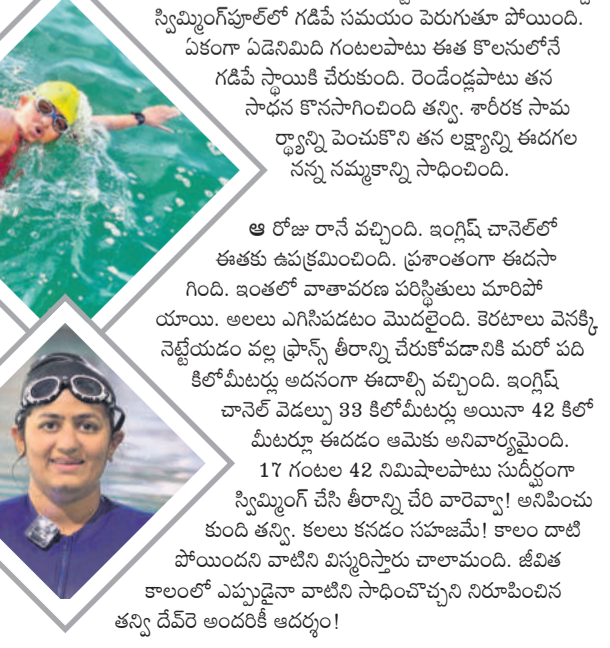 స్విమ్మింగ్‌పూల్‌లో గడిపే సమయం పెరుగుతూ పోయింది.
ఏకంగా ఏడెనిమిది గంటలపాటు ఈత కొలనులోనే
గడిపే స్థాయికి చేరుకుంది. రెండేండ్లపాటు తన
సాధన కొనసాగించింది తన్వి. శారీరక సామ
ర్థ్యాన్ని పెంచుకొని తన లక్ష్యాన్ని ఈదగల
నన్న నమ్మకాన్ని సాధించింది.
ఆ రోజు రానే వచ్చింది. ఇంగ్లిష్ చానెల్‌లో
ఈతకు ఉపక్రమించింది. ప్రశాంతంగా ఈదసా
గింది. ఇంతలో వాతావరణ పరిస్థితులు మారిపో
యాయి. అలలు ఎగిసిపడటం మొదలైంది. కెరటాలు వెనక్కి
నెట్టేయడం వల్ల ఫ్రాన్స్ తీరాన్ని చేరుకోవడానికి మరో పది
కిలోమీటర్లు అదనంగా ఈదాల్సి వచ్చింది. ఇంగ్లిష్
చానెల్ వెడల్పు 33 కిలోమీటర్లు అయినా 42 కిలో
మీటర్లూ ఈదడం ఆమెకు అనివార్యమైంది.
17 గంటల 42 నిమిషాలపాటు సుదీర్ఘంగా
స్విమ్మింగ్ చేసి తీరాన్ని చేరి వారెవ్వా! అనిపించు
కుంది తన్వి. కలలు కనడం సహజమే! కాలం దాటి
పోయిందని వాటిని విస్మరిస్తారు చాలామంది. జీవిత
కాలంలో ఎప్పుడైనా వాటిని సాధించొచ్చని నిరూపించిన
తన్వి దేవ్‌రె అందరికీ ఆదర్శం!